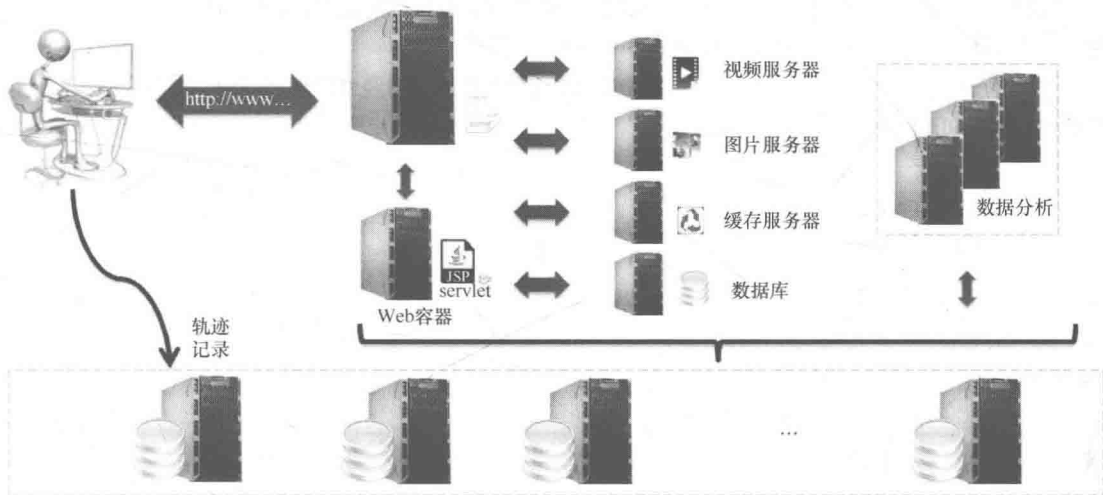 http://www…
视频服务器
图片服务器
缓存服务器
数据库
数据分析
JSP
servlet
Web容器
轨迹
记录
…